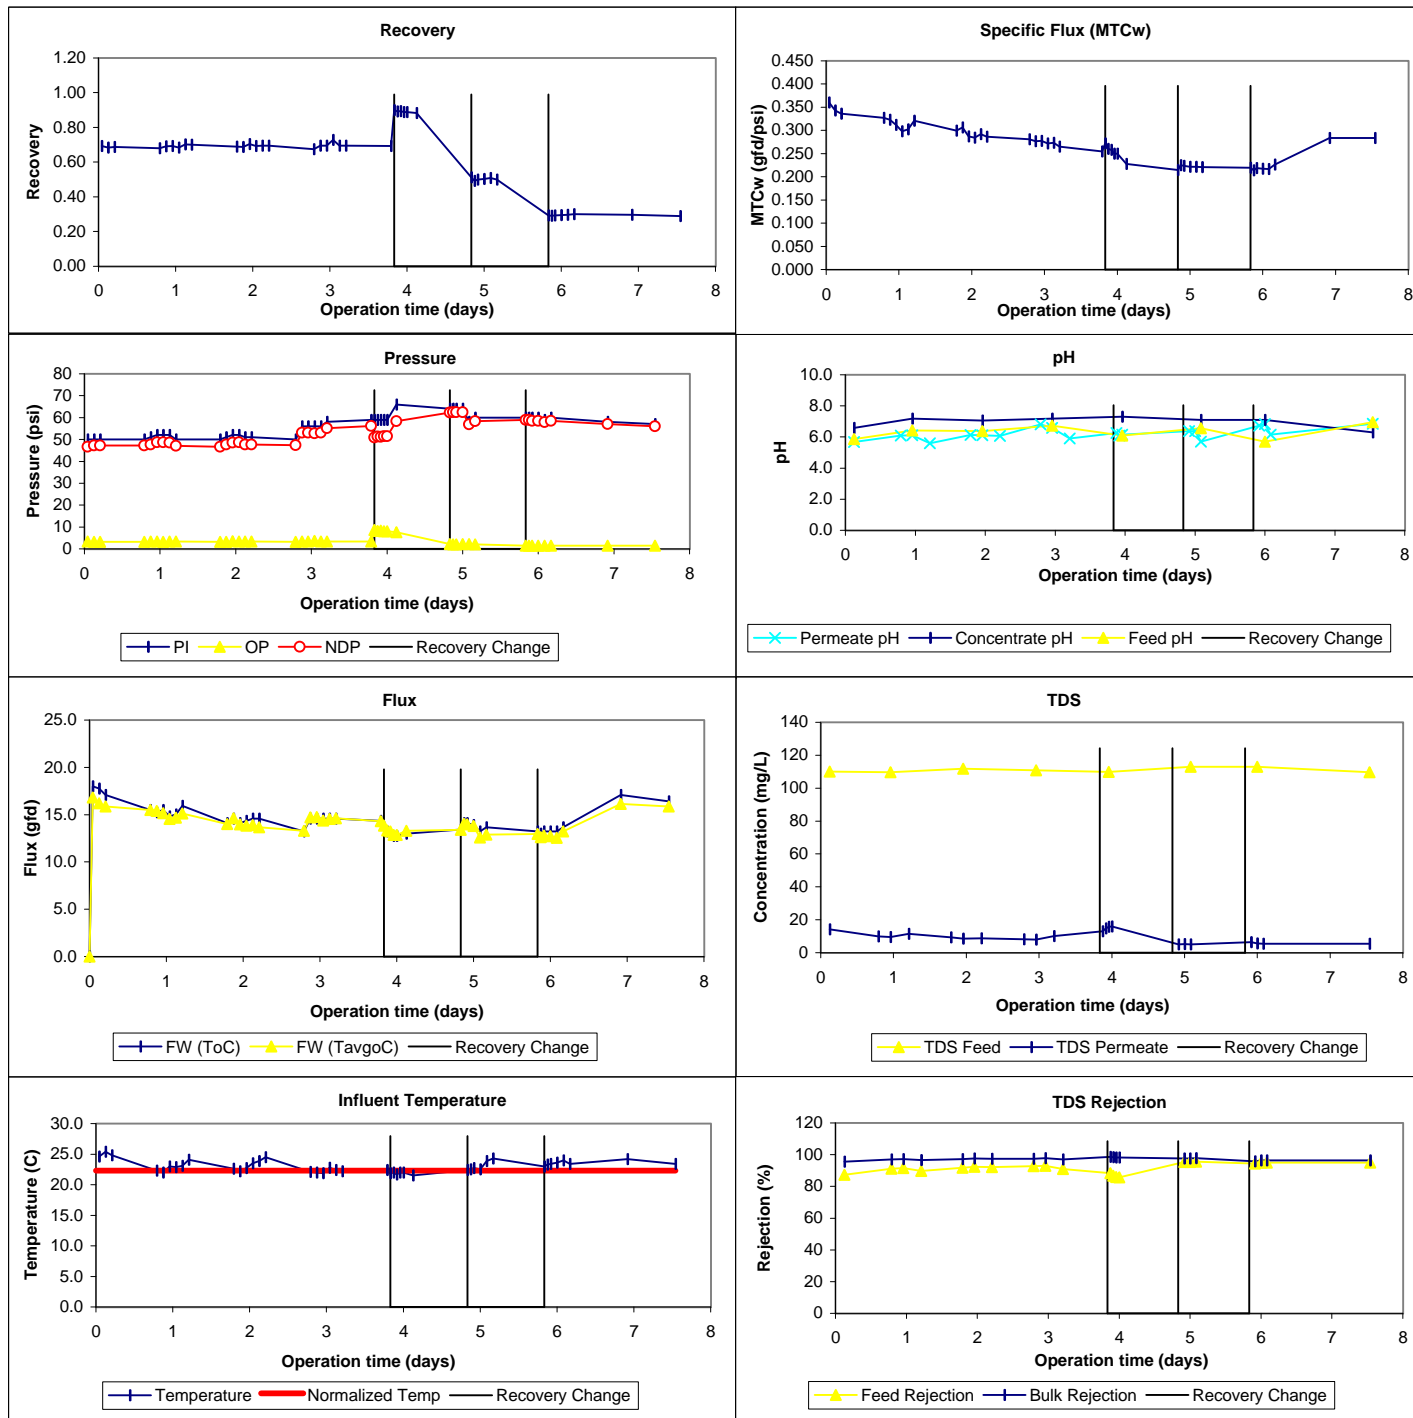 Recovery
1.20
1.00
0.80
0.60
0.40
0.20
0.00
Recovery
0 1 2 3 4 5 6 7 8
Operation time (days)
Specific Flux (MTCw)
0.450
0.400
0.350
0.300
0.250
0.200
0.150
0.100
0.050
0.000
MTCw (gfd/psi)
0 1 2 3 4 5 6 7 8
Operation time (days)
Pressure
80
70
60
50
40
30
20
10
0
Pressure (psi)
0 1 2 3 4 5 6 7 8
Operation time (days)
PI OP NDP Recovery Change
pH
10.0
8.0
6.0
4.0
2.0
0.0
pH
0 1 2 3 4 5 6 7 8
Operation time (days)
Permeate pH Concentrate pH Feed pH Recovery Change
Flux
25.0
20.0
15.0
10.0
5.0
0.0
Flux (gfd)
0 1 2 3 4 5 6 7 8
Operation time (days)
FW (ToC) FW (TavgoC) Recovery Change
TDS
140
120
100
80
60
40
20
0
Concentration (mg/L)
0 1 2 3 4 5 6 7 8
Operation time (days)
TDS Feed TDS Permeate Recovery Change
Influent Temperature
30.0
25.0
20.0
15.0
10.0
5.0
0.0
Temperature (C)
0 1 2 3 4 5 6 7 8
Operation time (days)
Temperature Normalized Temp Recovery Change
TDS Rejection
120
100
80
60
40
20
0
Rejection (%)
0 1 2 3 4 5 6 7 8
Operation time (days)
Feed Rejection Bulk Rejection Recovery Change